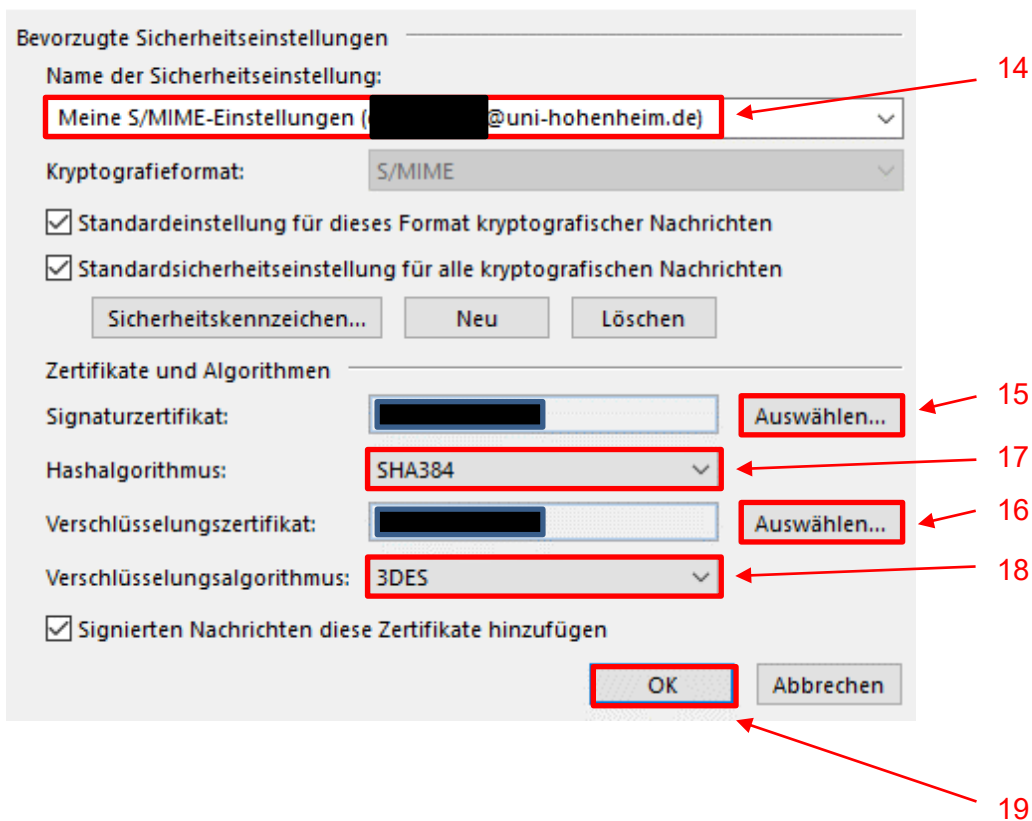 Bevorzugte Sicherheitseinstellungen
Name der Sicherheitseinstellung:
14
Meine S/MIME-Einstellungen ( @uni-hohenheim.de)
Kryptografieformat: S/MIME
Standardeinstellung für dieses Format kryptografischer Nachrichten
Standardsicherheitseinstellung für alle kryptografischen Nachrichten
Sicherheitskennzeichen... Neu Löschen
Zertifikate und Algorithmen
Signaturzertifikat: Auswählen... 15
Hashalgorithmus: SHA384 17
Verschlüsselungszertifikat: Auswählen... 16
Verschlüsselungsalgorithmus: 3DES 18
Signierten Nachrichten diese Zertifikate hinzufügen
OK Abbrechen
19